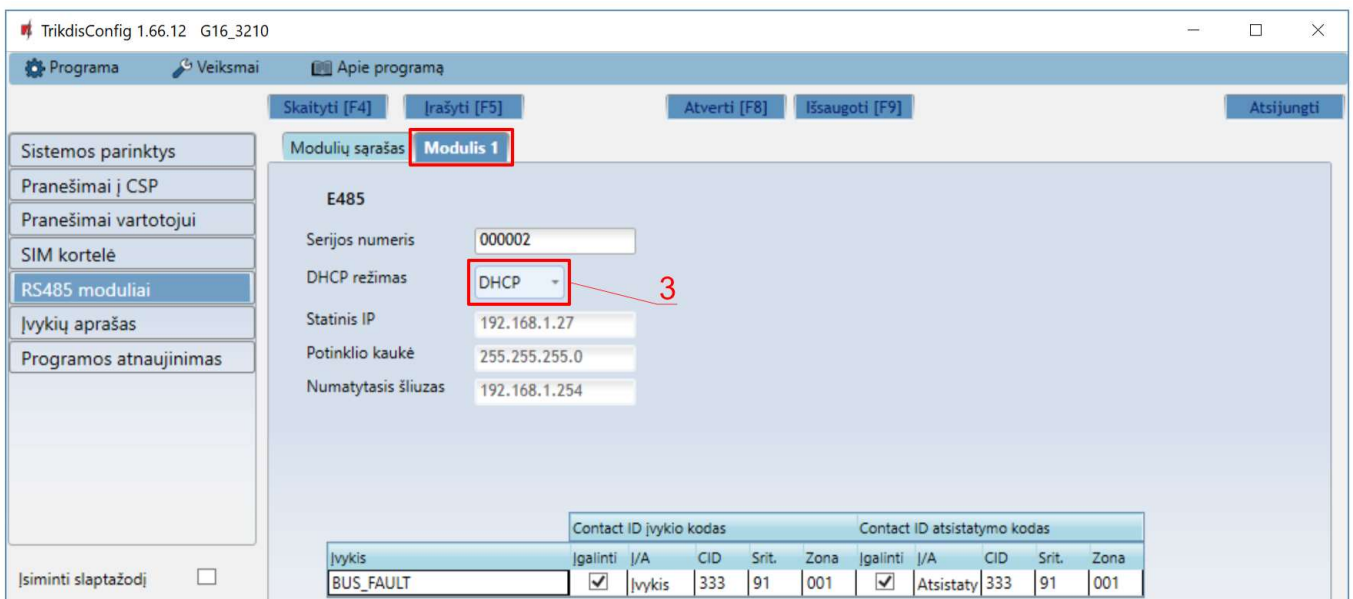 TrikdisConfig 1.66.12 G16_3210
Programa Veiksmai Apie programą
Skaityti [F4] Įrašyti [F5] Atverti [F8] Išsaugoti [F9] Atsijungti
Sistemos parinktys
Pranešimai į CSP
Pranešimai vartotojui
SIM kortelė
RS485 moduliai
Įvykių aprašas
Programos atnaujinimas
Įsiminti slaptažodį
Modulių sąrašas Modulis 1
E485
Serijos numeris 000002
DHCP režimas DHCP 3
Statinis IP 192.168.1.27
Potinklio kaukė 255.255.255.0
Numatytasis šliuzas 192.168.1.254
Contact ID įvykio kodas Contact ID atsistatymo kodas
Įvykis Įgalinti Į/A CID Srit. Zona Įgalinti Į/A CID Srit. Zona
BUS_FAULT Įvykis 333 91 001 Atsistaty 333 91 001